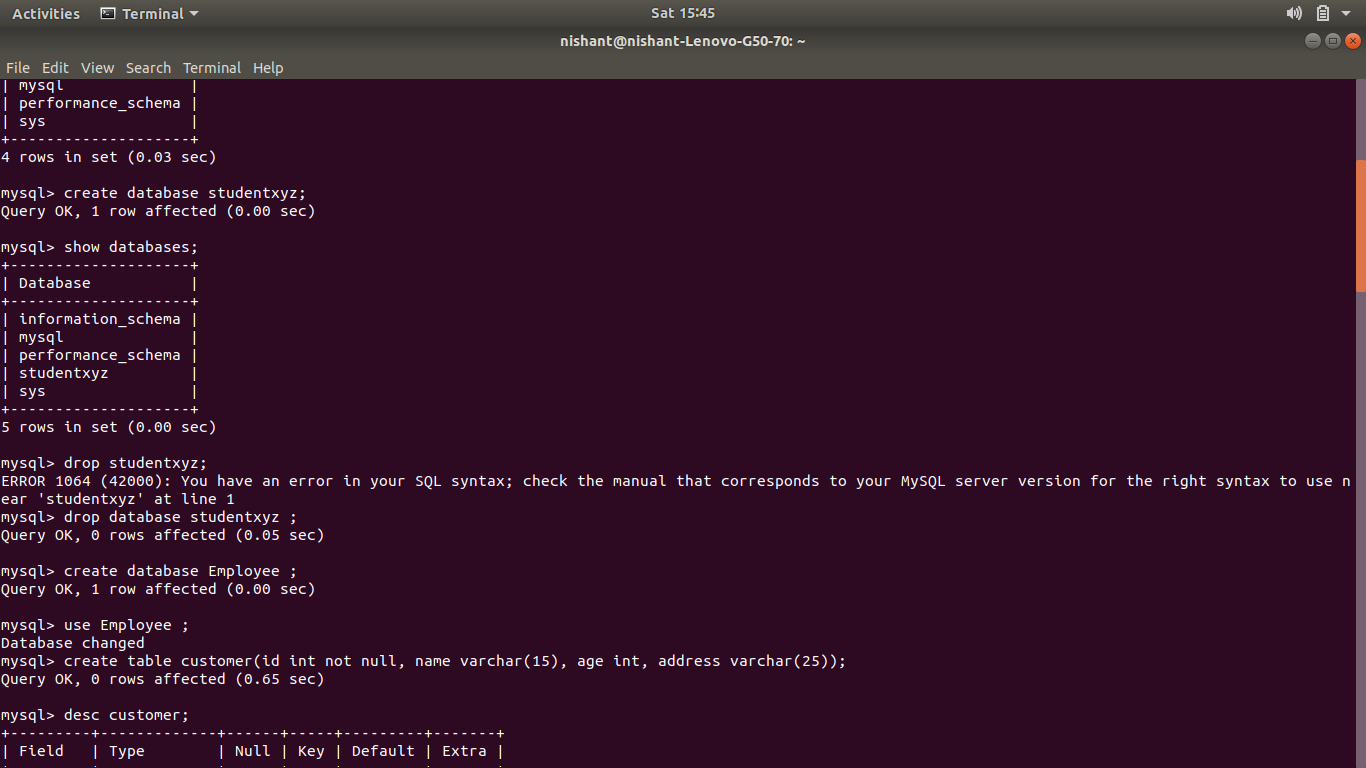 Activities Terminal Sat 15:45
nishant@nishant-Lenovo-G50-70: ~
File Edit View Search Terminal Help
| mysql              |
| performance_schema |
| sys                |
+--------------------+
4 rows in set (0.03 sec)
mysql> create database studentxyz;
Query OK, 1 row affected (0.00 sec)
mysql> show databases;
+--------------------+
| Database           |
+--------------------+
| information_schema |
| mysql              |
| performance_schema |
| studentxyz         |
| sys                |
+--------------------+
5 rows in set (0.00 sec)
mysql> drop studentxyz;
ERROR 1064 (42000): You have an error in your SQL syntax; check the manual that corresponds to your MySQL server version for the right syntax to use n
ear 'studentxyz' at line 1
mysql> drop database studentxyz ;
Query OK, 0 rows affected (0.05 sec)
mysql> create database Employee ;
Query OK, 1 row affected (0.00 sec)
mysql> use Employee ;
Database changed
mysql> create table customer(id int not null, name varchar(15), age int, address varchar(25));
Query OK, 0 rows affected (0.65 sec)
mysql> desc customer;
+---------+-------------+------+-----+---------+-------+
| Field   | Type        | Null | Key | Default | Extra |